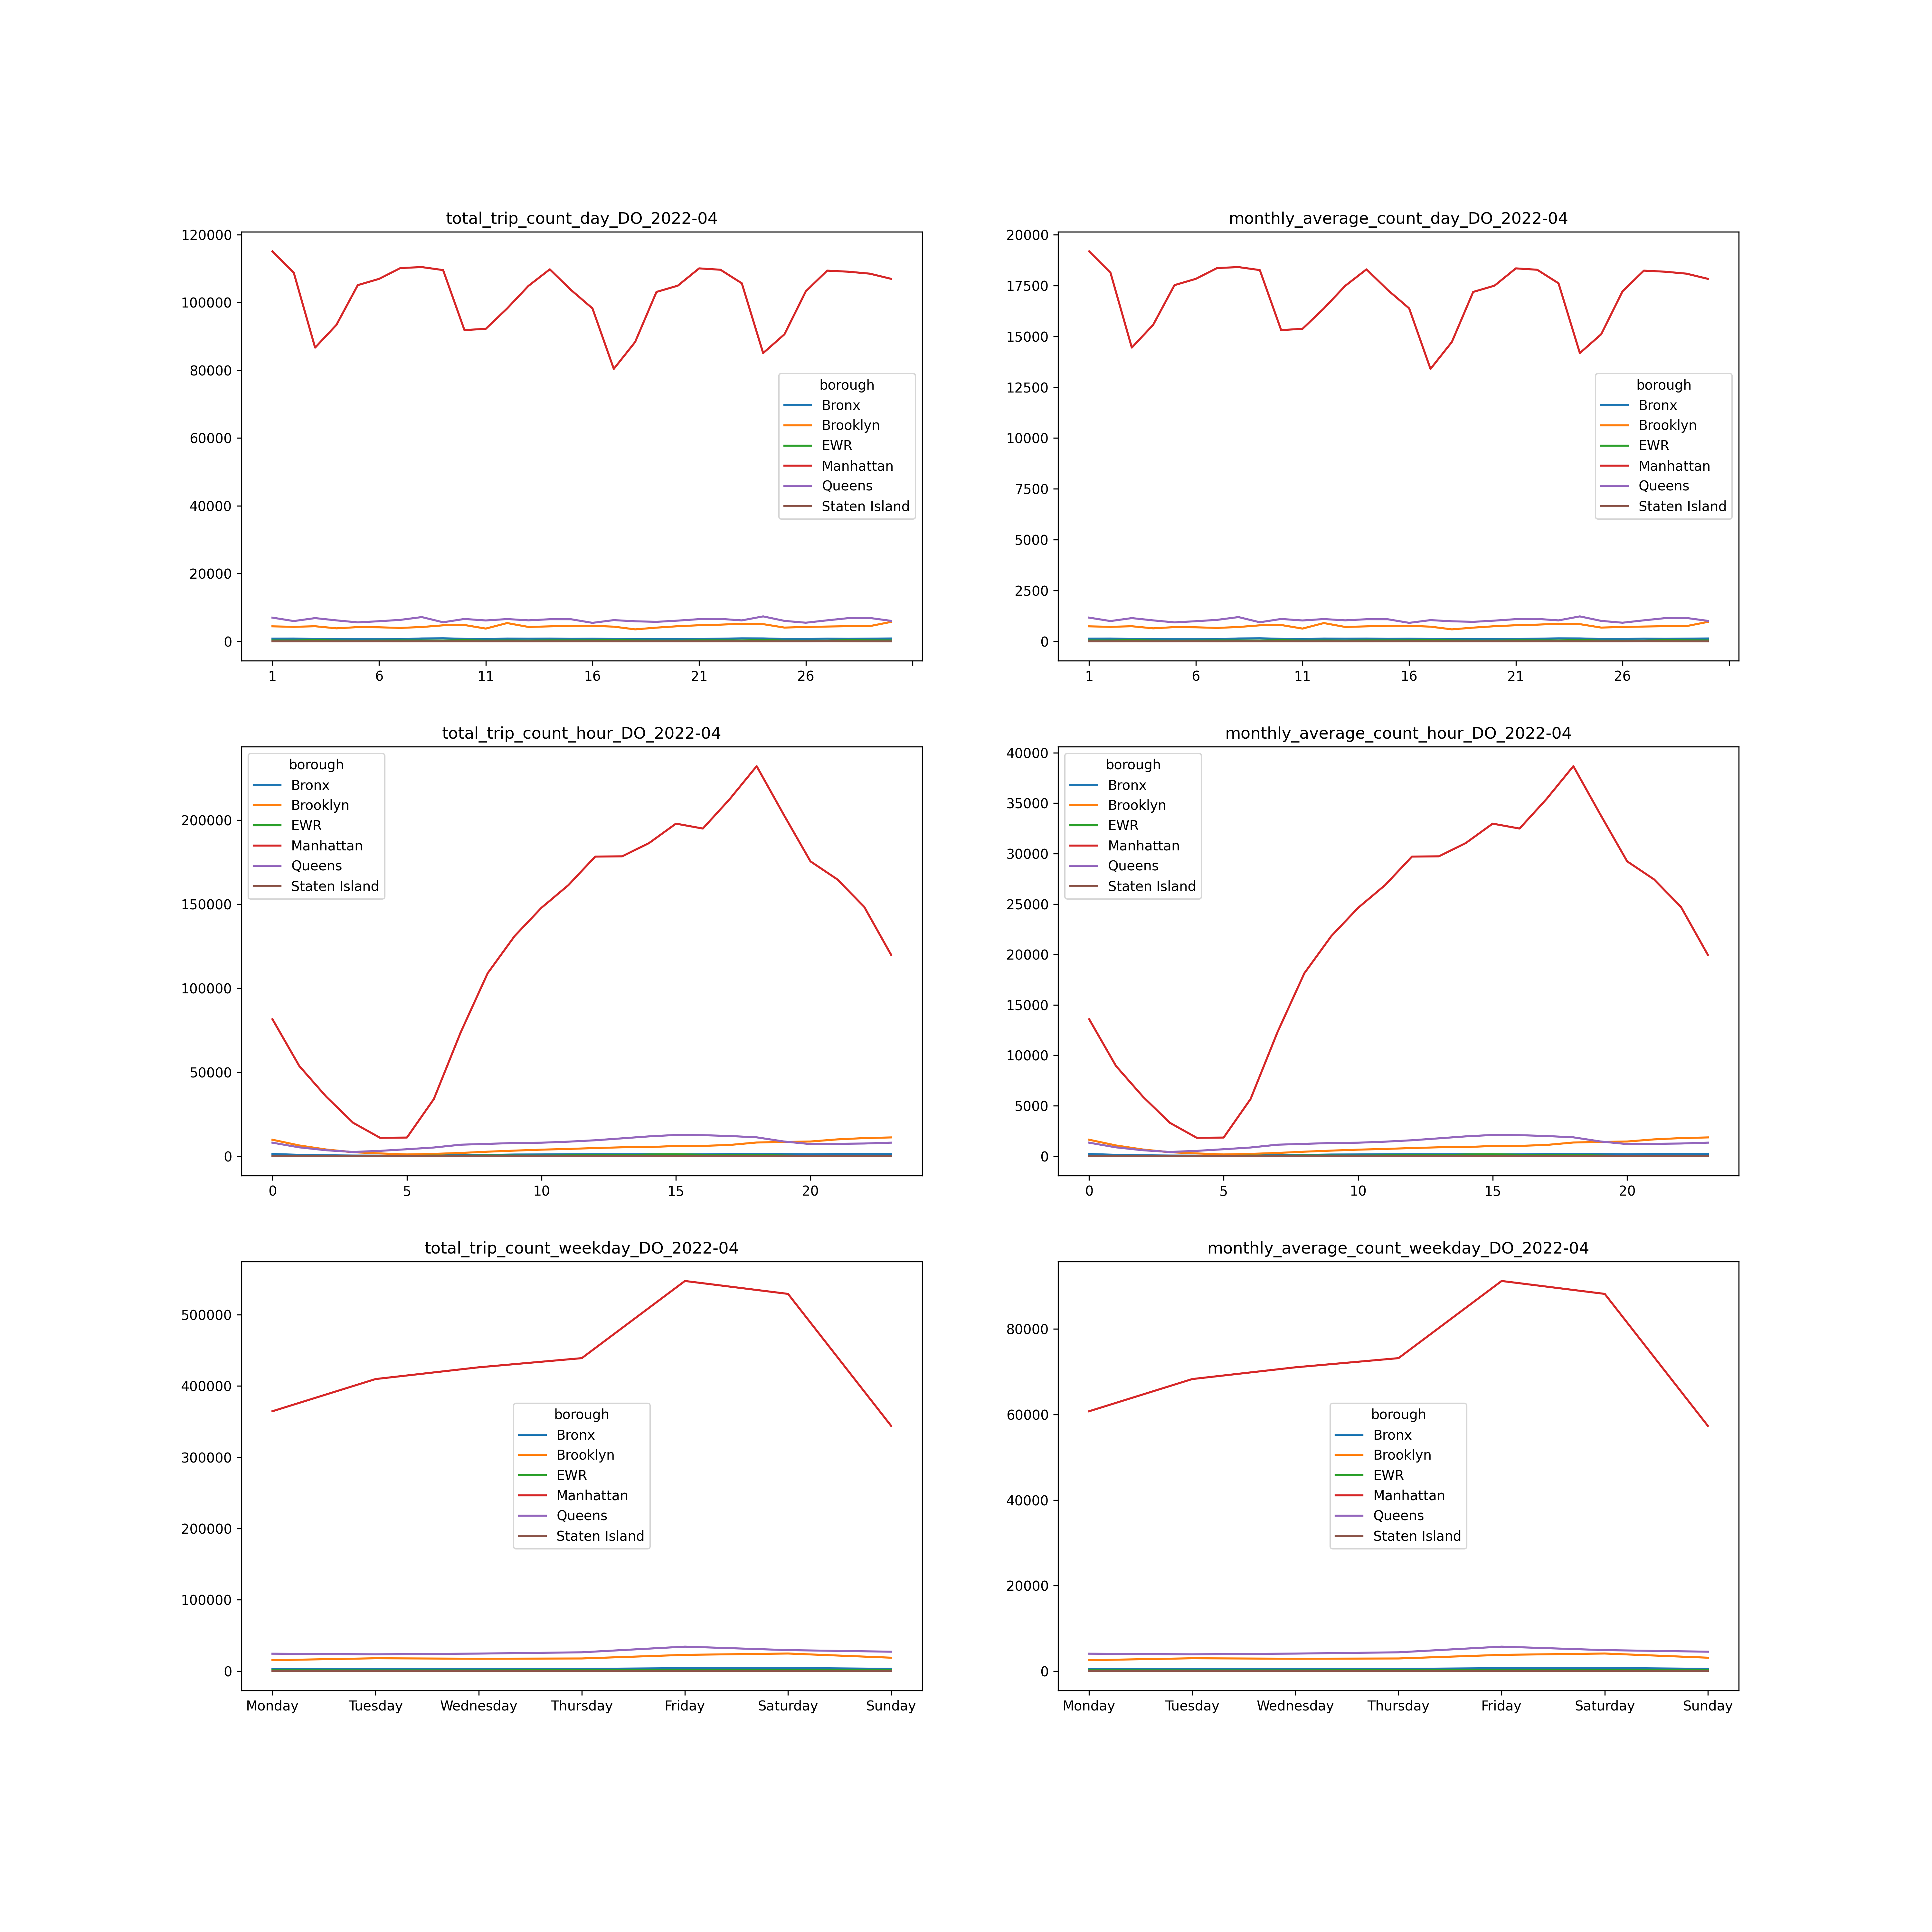 total_trip_count_day_DO_2022-04
120000
100000
80000
60000
40000
20000
0
borough
Bronx
Brooklyn
EWR
Manhattan
Queens
Staten Island
1 6 11 16 21 26
monthly_average_count_day_DO_2022-04
20000
17500
15000
12500
10000
7500
5000
2500
0
borough
Bronx
Brooklyn
EWR
Manhattan
Queens
Staten Island
1 6 11 16 21 26
total_trip_count_hour_DO_2022-04
200000
150000
100000
50000
0
borough
Bronx
Brooklyn
EWR
Manhattan
Queens
Staten Island
0 5 10 15 20
monthly_average_count_hour_DO_2022-04
40000
35000
30000
25000
20000
15000
10000
5000
0
borough
Bronx
Brooklyn
EWR
Manhattan
Queens
Staten Island
0 5 10 15 20
total_trip_count_weekday_DO_2022-04
500000
400000
300000
200000
100000
0
borough
Bronx
Brooklyn
EWR
Manhattan
Queens
Staten Island
Monday Tuesday Wednesday Thursday Friday Saturday Sunday
monthly_average_count_weekday_DO_2022-04
80000
60000
40000
20000
0
borough
Bronx
Brooklyn
EWR
Manhattan
Queens
Staten Island
Monday Tuesday Wednesday Thursday Friday Saturday Sunday